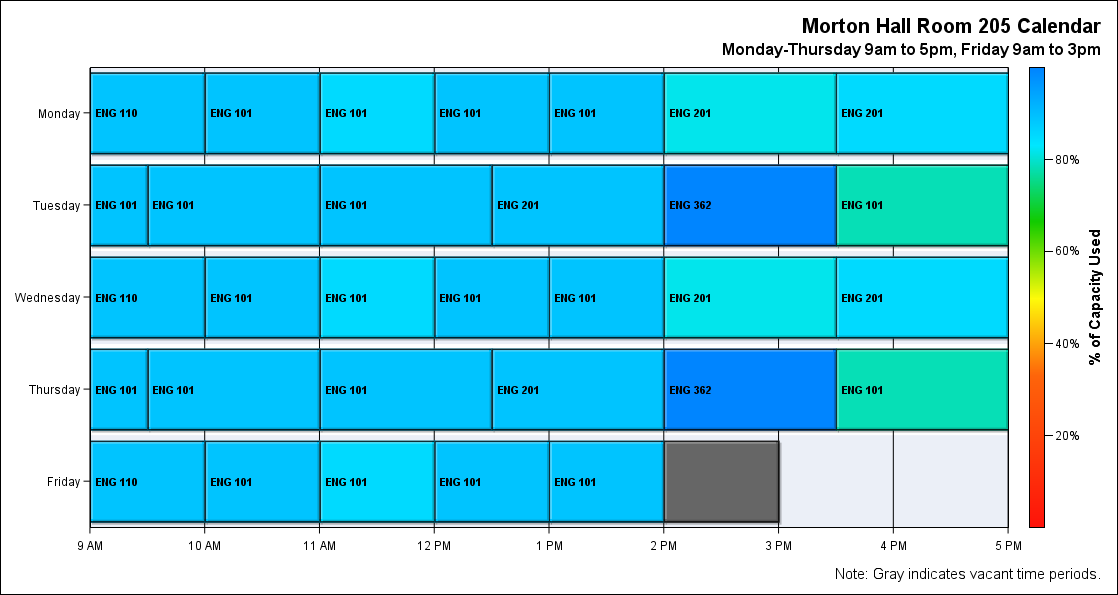 Morton Hall Room 205 Calendar
Monday-Thursday 9am to 5pm, Friday 9am to 3pm
Monday ENG 110 ENG 101 ENG 101 ENG 101 ENG 101 ENG 201 ENG 201
Tuesday ENG 101 ENG 101 ENG 101 ENG 201 ENG 362 ENG 101
Wednesday ENG 110 ENG 101 ENG 101 ENG 101 ENG 101 ENG 201 ENG 201
Thursday ENG 101 ENG 101 ENG 101 ENG 201 ENG 362 ENG 101
Friday ENG 110 ENG 101 ENG 101 ENG 101 ENG 101
9 AM 10 AM 11 AM 12 PM 1 PM 2 PM 3 PM 4 PM 5 PM
80%
60%
40%
20%
% of Capacity Used
Note: Gray indicates vacant time periods.